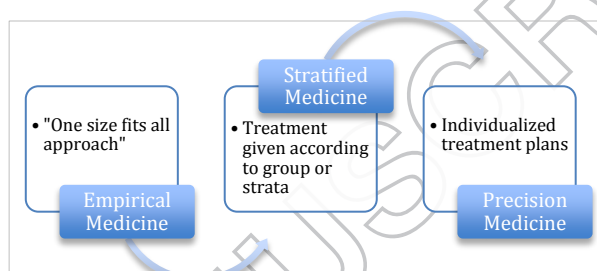 • "One size fits all
approach"
Empirical
Medicine
Stratified
Medicine
• Treatment
given according
to group or
strata
• Individualized
treatment plans
Precision
Medicine